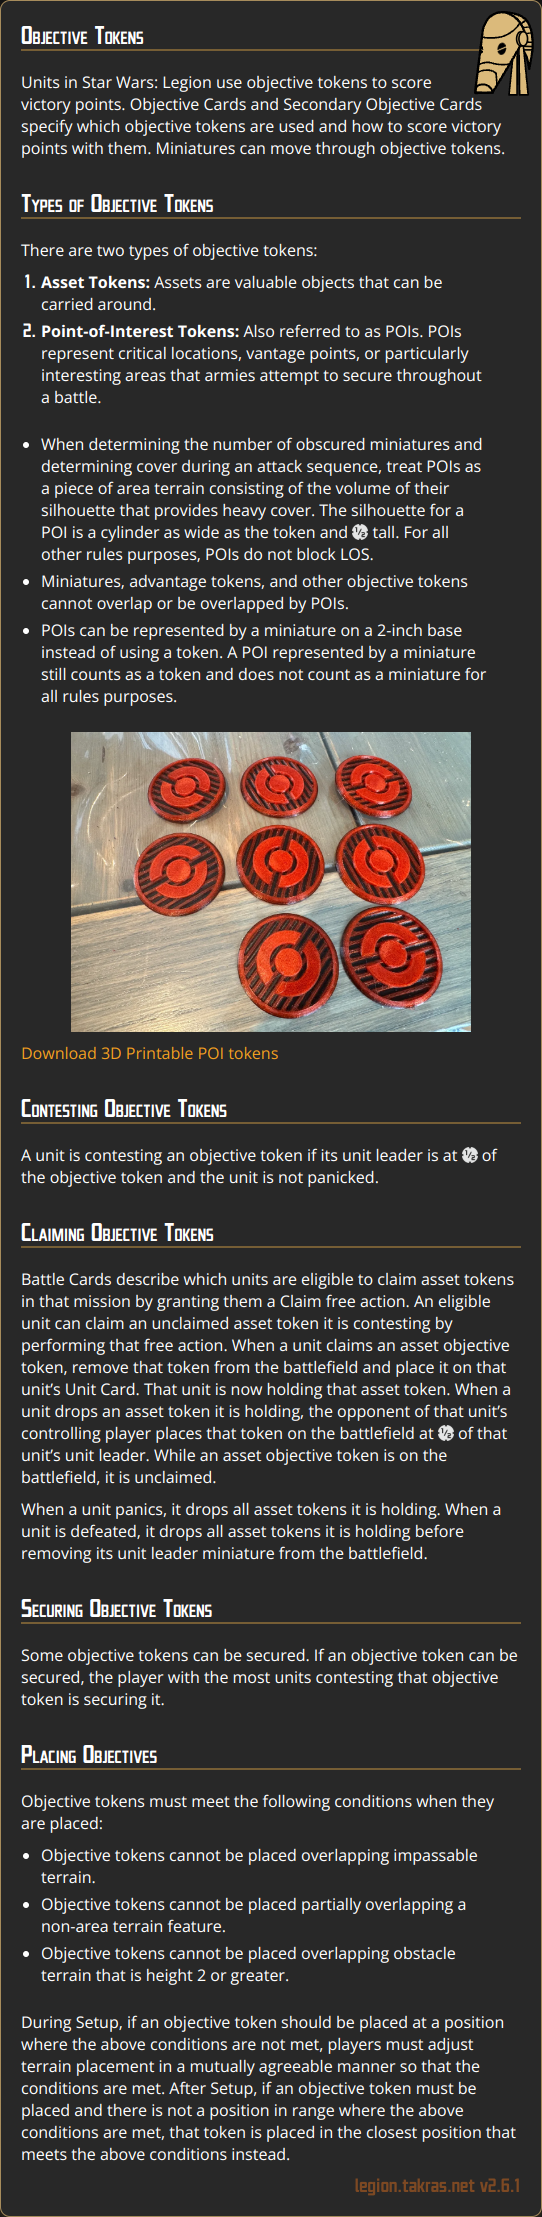 Objective Tokens
Units in Star Wars: Legion use objective tokens to score
victory points. Objective Cards and Secondary Objective Cards
specify which objective tokens are used and how to score victory
points with them. Miniatures can move through objective tokens.
Types of Objective Tokens
There are two types of objective tokens:
1. Asset Tokens: Assets are valuable objects that can be
carried around.
2. Point-of-Interest Tokens: Also referred to as POIs. POIs
represent critical locations, vantage points, or particularly
interesting areas that armies attempt to secure throughout
a battle.
• When determining the number of obscured miniatures and
determining cover during an attack sequence, treat POIs as
a piece of area terrain consisting of the volume of their
silhouette that provides heavy cover. The silhouette for a
POI is a cylinder as wide as the token and ½ tall. For all
other rules purposes, POIs do not block LOS.
• Miniatures, advantage tokens, and other objective tokens
cannot overlap or be overlapped by POIs.
• POIs can be represented by a miniature on a 2-inch base
instead of using a token. A POI represented by a miniature
still counts as a token and does not count as a miniature for
all rules purposes.
Download 3D Printable POI tokens
Contesting Objective Tokens
A unit is contesting an objective token if its unit leader is at ½ of
the objective token and the unit is not panicked.
Claiming Objective Tokens
Battle Cards describe which units are eligible to claim asset tokens
in that mission by granting them a Claim free action. An eligible
unit can claim an unclaimed asset token it is contesting by
performing that free action. When a unit claims an asset objective
token, remove that token from the battlefield and place it on that
unit's Unit Card. That unit is now holding that asset token. When a
unit drops an asset token it is holding, the opponent of that unit's
controlling player places that token on the battlefield at ½ of that
unit's unit leader. While an asset objective token is on the
battlefield, it is unclaimed.
When a unit panics, it drops all asset tokens it is holding. When a
unit is defeated, it drops all asset tokens it is holding before
removing its unit leader miniature from the battlefield.
Securing Objective Tokens
Some objective tokens can be secured. If an objective token can be
secured, the player with the most units contesting that objective
token is securing it.
Placing Objectives
Objective tokens must meet the following conditions when they
are placed:
• Objective tokens cannot be placed overlapping impassable
terrain.
• Objective tokens cannot be placed partially overlapping a
non-area terrain feature.
• Objective tokens cannot be placed overlapping obstacle
terrain that is height 2 or greater.
During Setup, if an objective token should be placed at a position
where the above conditions are not met, players must adjust
terrain placement in a mutually agreeable manner so that the
conditions are met. After Setup, if an objective token must be
placed and there is not a position in range where the above
conditions are met, that token is placed in the closest position that
meets the above conditions instead.
legion.takras.net v2.6.1